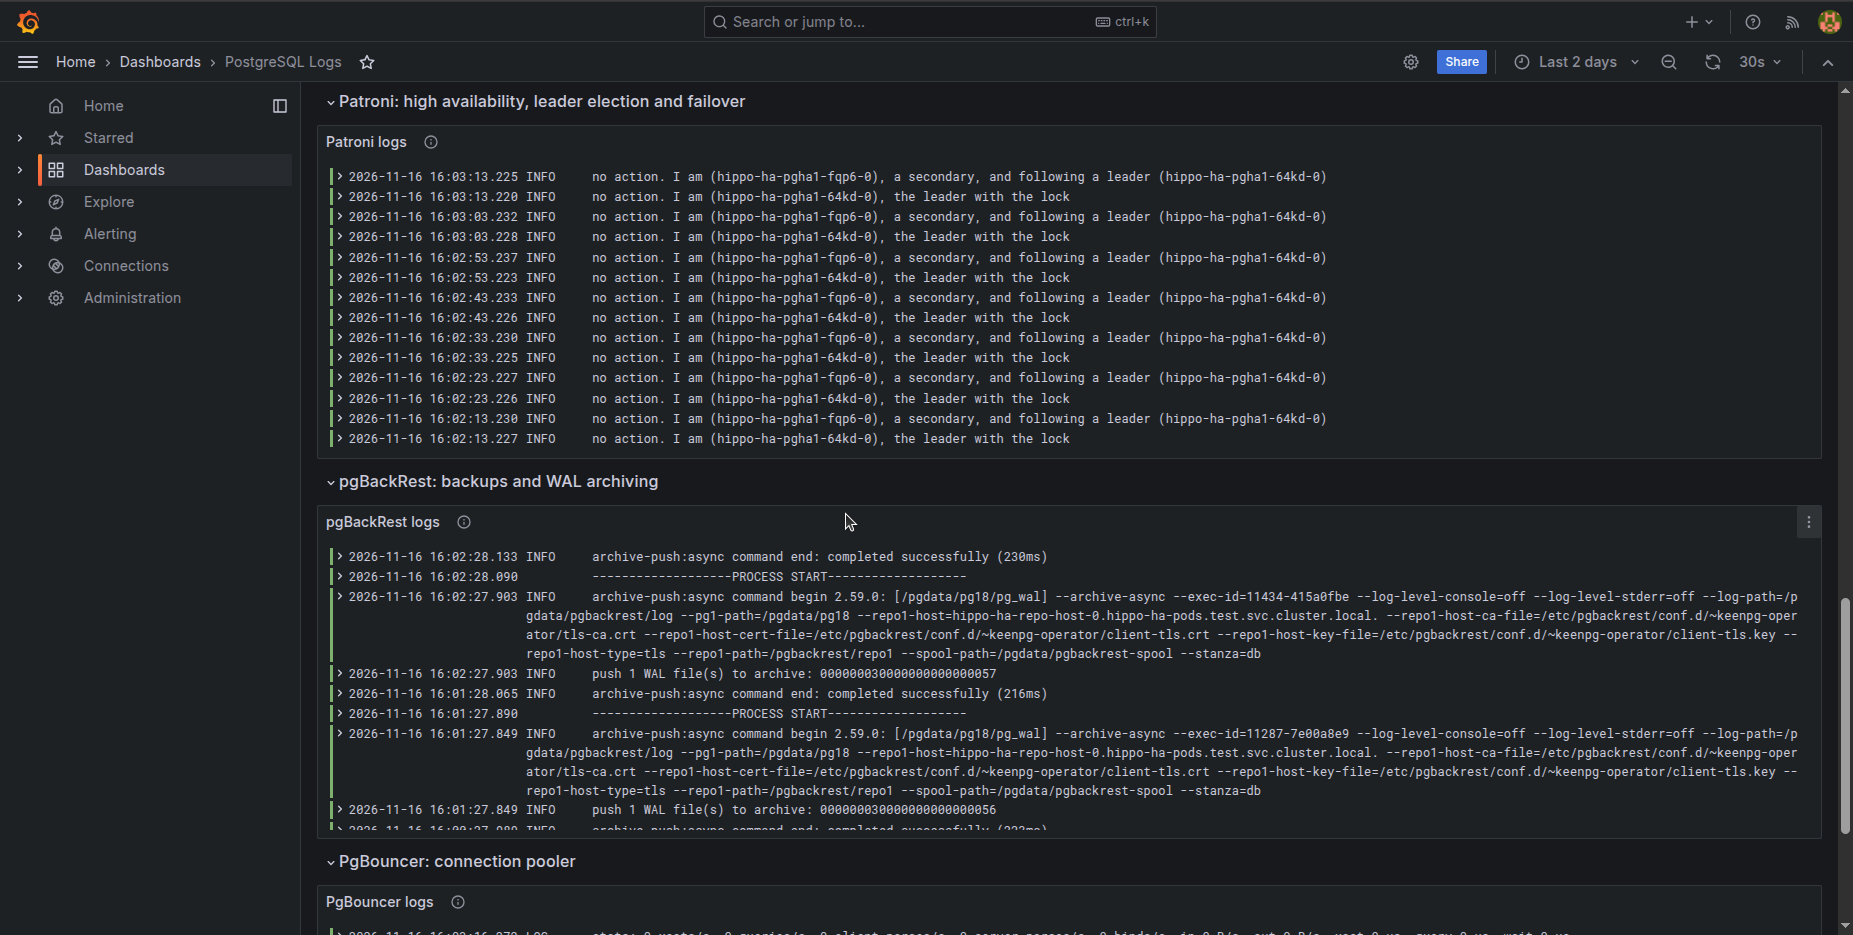 Search or jump to...
ctrl+k
Home › Dashboards › PostgreSQL Logs
Share
Last 2 days
30s
Home
Starred
Dashboards
Explore
Alerting
Connections
Administration
Patroni: high availability, leader election and failover
Patroni logs
2026-11-16 16:03:13.225 INFO no action. I am (hippo-ha-pgha1-fqp6-0), a secondary, and following a leader (hippo-ha-pgha1-64kd-0)
2026-11-16 16:03:13.220 INFO no action. I am (hippo-ha-pgha1-64kd-0), the leader with the lock
2026-11-16 16:03:03.232 INFO no action. I am (hippo-ha-pgha1-fqp6-0), a secondary, and following a leader (hippo-ha-pgha1-64kd-0)
2026-11-16 16:03:03.228 INFO no action. I am (hippo-ha-pgha1-64kd-0), the leader with the lock
2026-11-16 16:02:53.237 INFO no action. I am (hippo-ha-pgha1-fqp6-0), a secondary, and following a leader (hippo-ha-pgha1-64kd-0)
2026-11-16 16:02:53.223 INFO no action. I am (hippo-ha-pgha1-64kd-0), the leader with the lock
2026-11-16 16:02:43.233 INFO no action. I am (hippo-ha-pgha1-fqp6-0), a secondary, and following a leader (hippo-ha-pgha1-64kd-0)
2026-11-16 16:02:43.226 INFO no action. I am (hippo-ha-pgha1-64kd-0), the leader with the lock
2026-11-16 16:02:33.230 INFO no action. I am (hippo-ha-pgha1-fqp6-0), a secondary, and following a leader (hippo-ha-pgha1-64kd-0)
2026-11-16 16:02:33.225 INFO no action. I am (hippo-ha-pgha1-64kd-0), the leader with the lock
2026-11-16 16:02:23.227 INFO no action. I am (hippo-ha-pgha1-fqp6-0), a secondary, and following a leader (hippo-ha-pgha1-64kd-0)
2026-11-16 16:02:23.226 INFO no action. I am (hippo-ha-pgha1-64kd-0), the leader with the lock
2026-11-16 16:02:13.230 INFO no action. I am (hippo-ha-pgha1-fqp6-0), a secondary, and following a leader (hippo-ha-pgha1-64kd-0)
2026-11-16 16:02:13.227 INFO no action. I am (hippo-ha-pgha1-64kd-0), the leader with the lock
pgBackRest: backups and WAL archiving
pgBackRest logs
2026-11-16 16:02:28.133 INFO archive-push:async command end: completed successfully (230ms)
2026-11-16 16:02:28.090 -------------------PROCESS START-------------------
2026-11-16 16:02:27.903 INFO archive-push:async command begin 2.59.0: [/pgdata/pg18/pg_wal] --archive-async --exec-id=11434-415a0fbe --log-level-console=off --log-level-stderr=off --log-path=/p
gdata/pgbackrest/log --pg1-path=/pgdata/pg18 --repo1-host=hippo-ha-repo-host-0.hippo-ha-pods.test.svc.cluster.local. --repo1-host-ca-file=/etc/pgbackrest/conf.d/~keenpg-oper
ator/tls-ca.crt --repo1-host-cert-file=/etc/pgbackrest/conf.d/~keenpg-operator/client-tls.crt --repo1-host-key-file=/etc/pgbackrest/conf.d/~keenpg-operator/client-tls.key --
repo1-host-type=tls --repo1-path=/pgbackrest/repo1 --spool-path=/pgdata/pgbackrest-spool --stanza=db
2026-11-16 16:02:27.903 INFO push 1 WAL file(s) to archive: 000000030000000000000057
2026-11-16 16:01:28.065 INFO archive-push:async command end: completed successfully (216ms)
2026-11-16 16:01:27.890 -------------------PROCESS START-------------------
2026-11-16 16:01:27.849 INFO archive-push:async command begin 2.59.0: [/pgdata/pg18/pg_wal] --archive-async --exec-id=11287-7e00a8e9 --log-level-console=off --log-level-stderr=off --log-path=/p
gdata/pgbackrest/log --pg1-path=/pgdata/pg18 --repo1-host=hippo-ha-repo-host-0.hippo-ha-pods.test.svc.cluster.local. --repo1-host-ca-file=/etc/pgbackrest/conf.d/~keenpg-oper
ator/tls-ca.crt --repo1-host-cert-file=/etc/pgbackrest/conf.d/~keenpg-operator/client-tls.crt --repo1-host-key-file=/etc/pgbackrest/conf.d/~keenpg-operator/client-tls.key --
repo1-host-type=tls --repo1-path=/pgbackrest/repo1 --spool-path=/pgdata/pgbackrest-spool --stanza=db
2026-11-16 16:01:27.849 INFO push 1 WAL file(s) to archive: 000000030000000000000056
PgBouncer: connection pooler
PgBouncer logs